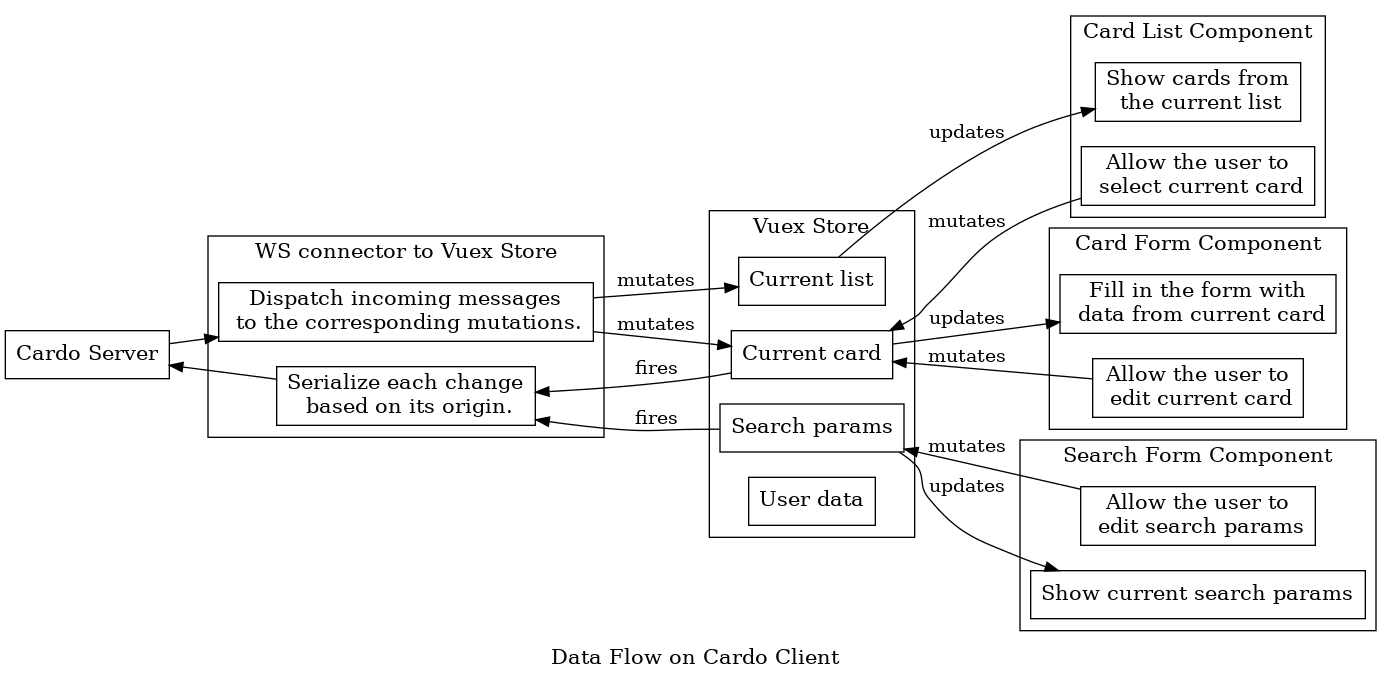 Cardo Server
WS connector to Vuex Store
Dispatch incoming messages
to the corresponding mutations.
Serialize each change
based on its origin.
mutates
mutates
fires
fires
Vuex Store
Current list
Current card
Search params
User data
updates
mutates
updates
mutates
mutates
updates
Card List Component
Show cards from
the current list
Allow the user to
select current card
Card Form Component
Fill in the form with
data from current card
Allow the user to
edit current card
Search Form Component
Allow the user to
edit search params
Show current search params
Data Flow on Cardo Client